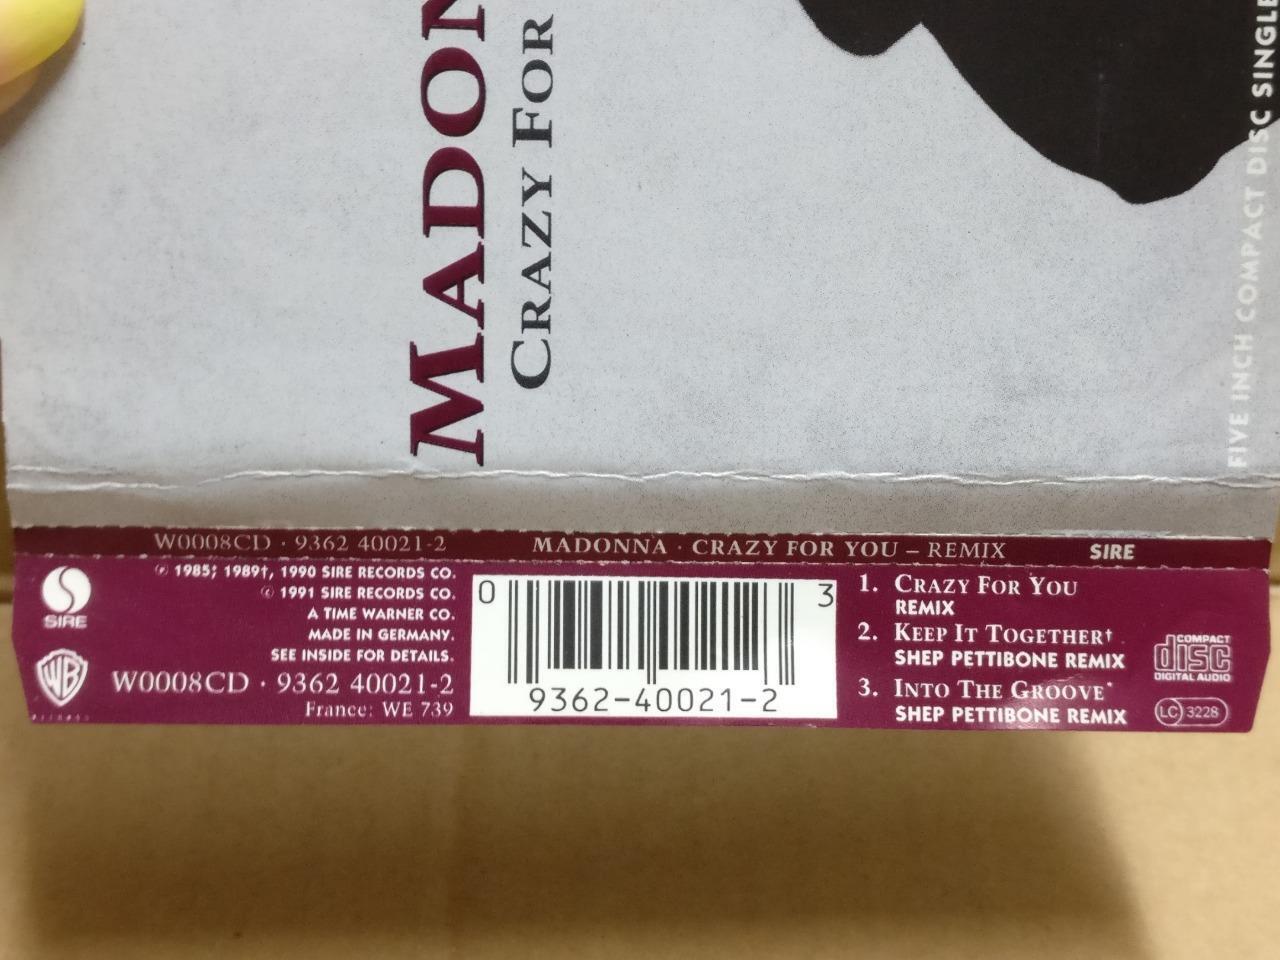 MADON
CRAZY FOR
FIVE INCH COMPACT DISC SINGLE
W0008CD · 9362 40021-2
MADONNA · CRAZY FOR YOU – REMIX
SIRE
SIRE
WB
℗ 1985; 1989†, 1990 SIRE RECORDS CO.
© 1991 SIRE RECORDS CO.
A TIME WARNER CO.
MADE IN GERMANY.
SEE INSIDE FOR DETAILS.
W0008CD · 9362 40021-2
France: WE 739
0 3
9362-40021-2
1. CRAZY FOR YOU
REMIX
2. KEEP IT TOGETHER†
SHEP PETTIBONE REMIX
3. INTO THE GROOVE*
SHEP PETTIBONE REMIX
COMPACT
disc
DIGITAL AUDIO
LC 3228